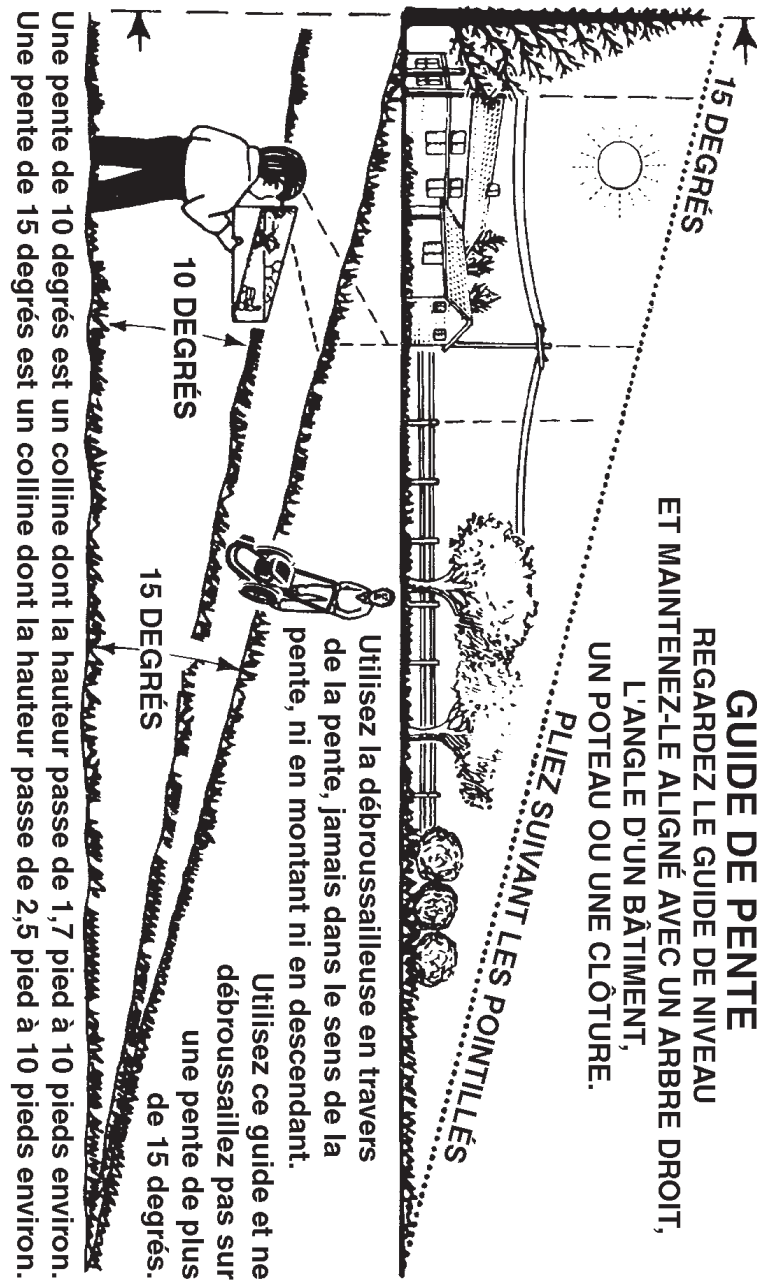 GUIDE DE PENTE
REGARDEZ LE GUIDE DE NIVEAU
ET MAINTENEZ-LE ALIGNÉ AVEC UN ARBRE DROIT,
L'ANGLE D'UN BÂTIMENT,
UN POTEAU OU UNE CLÔTURE.
15 DEGRÉS
PLIEZ SUIVANT LES POINTILLÉS
Utilisez la débroussailleuse en travers
de la pente, jamais dans le sens de la
pente, ni en montant ni en descendant.
Utilisez ce guide et ne
débroussaillez pas sur
une pente de plus
de 15 degrés.
10 DEGRÉS
15 DEGRÉS
Une pente de 10 degrés est un colline dont la hauteur passe de 1,7 pied à 10 pieds environ.
Une pente de 15 degrés est un colline dont la hauteur passe de 2,5 pied à 10 pieds environ.